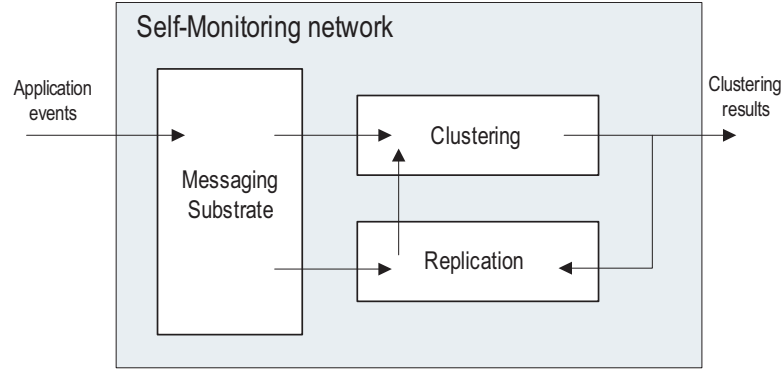 Self-Monitoring network
Application
events
Messaging
Substrate
Clustering
Replication
Clustering
results